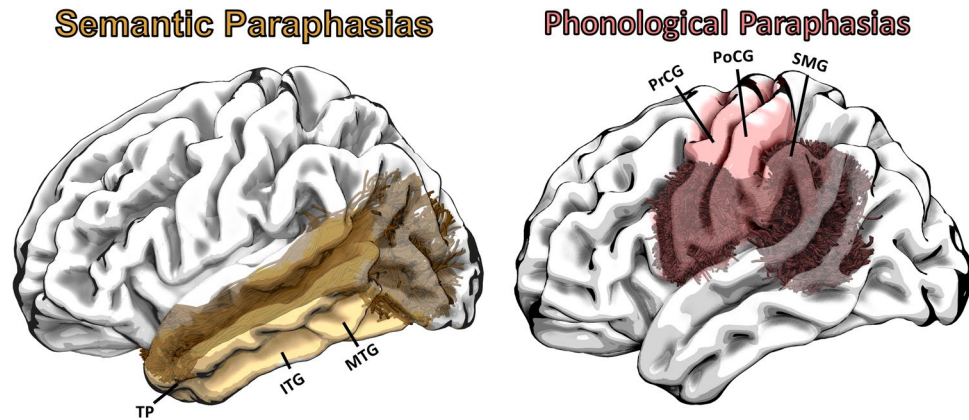 Semantic Paraphasias
Phonological Paraphasias
PrCG
PoCG
SMG
TP
ITG
MTG